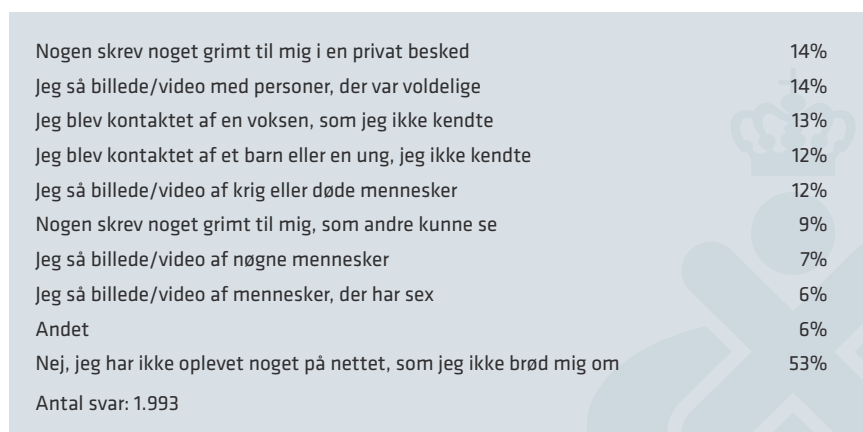 Nogen skrev noget grimt til mig i en privat besked 14%
Jeg så billede/video med personer, der var voldelige 14%
Jeg blev kontaktet af en voksen, som jeg ikke kendte 13%
Jeg blev kontaktet af et barn eller en ung, jeg ikke kendte 12%
Jeg så billede/video af krig eller døde mennesker 12%
Nogen skrev noget grimt til mig, som andre kunne se 9%
Jeg så billede/video af nøgne mennesker 7%
Jeg så billede/video af mennesker, der har sex 6%
Andet 6%
Nej, jeg har ikke oplevet noget på nettet, som jeg ikke brød mig om 53%
Antal svar: 1.993